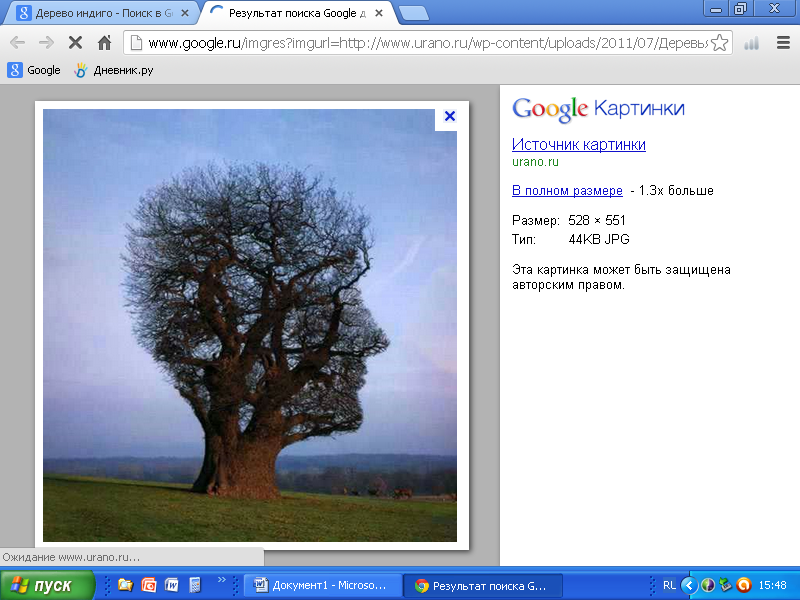 Дерево индиго - Поиск в G
Результат поиска Google д
www.google.ru/imgres?imgurl=http://www.urano.ru/wp-content/uploads/2011/07/Деревья
Google
Дневник.ру
Google Картинки
Источник картинки
urano.ru
В полном размере - 1.3x больше
Размер: 528 × 551
Тип: 44KB JPG
Эта картинка может быть защищена
авторским правом.
Ожидание www.urano.ru...
пуск
Документ1 - Microso...
Результат поиска G...
RL
15:48